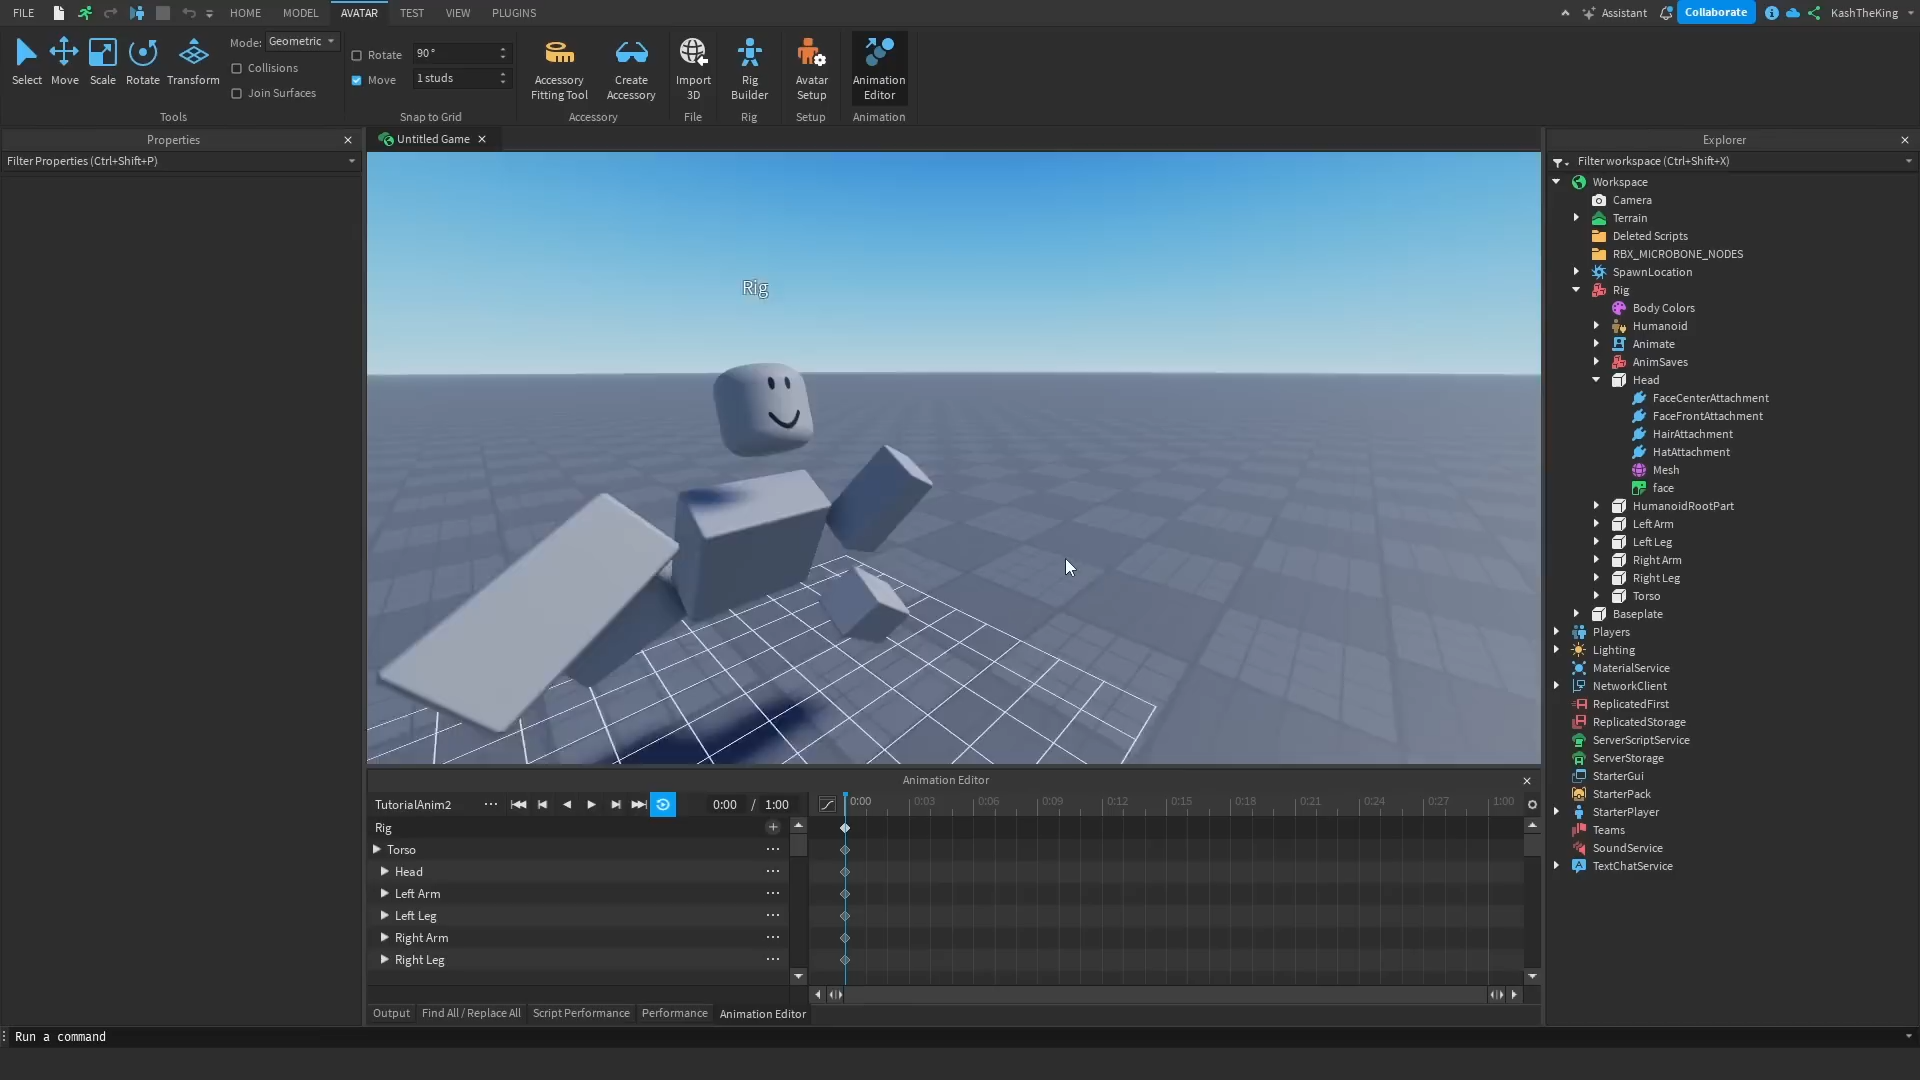 FILE HOME MODEL AVATAR TEST VIEW PLUGINS Assistant Collaborate KashTheKing
Select Move Scale Rotate Transform
Mode: Geometric
Collisions
Join Surfaces
Tools
Rotate 90°
Move 1 studs
Snap to Grid
Accessory Fitting Tool
Create Accessory
Accessory
Import 3D
File
Rig Builder
Rig
Avatar Setup
Setup
Animation Editor
Animation
Properties
Filter Properties (Ctrl+Shift+P)
Untitled Game
Rig
Explorer
Filter workspace (Ctrl+Shift+X)
Workspace
Camera
Terrain
Deleted Scripts
RBX_MICROBONE_NODES
SpawnLocation
Rig
Body Colors
Humanoid
Animate
AnimSaves
Head
FaceCenterAttachment
FaceFrontAttachment
HairAttachment
HatAttachment
Mesh
face
HumanoidRootPart
Left Arm
Left Leg
Right Arm
Right Leg
Torso
Baseplate
Players
Lighting
MaterialService
NetworkClient
ReplicatedFirst
ReplicatedStorage
ServerScriptService
ServerStorage
StarterGui
StarterPack
StarterPlayer
Teams
SoundService
TextChatService
Animation Editor
TutorialAnim2 0:00 / 1:00 0:00 0:03 0:06 0:09 0:12 0:15 0:18 0:21 0:24 0:27 1:00
Rig
Torso
Head
Left Arm
Left Leg
Right Arm
Right Leg
Output Find All / Replace All Script Performance Performance Animation Editor
Run a command